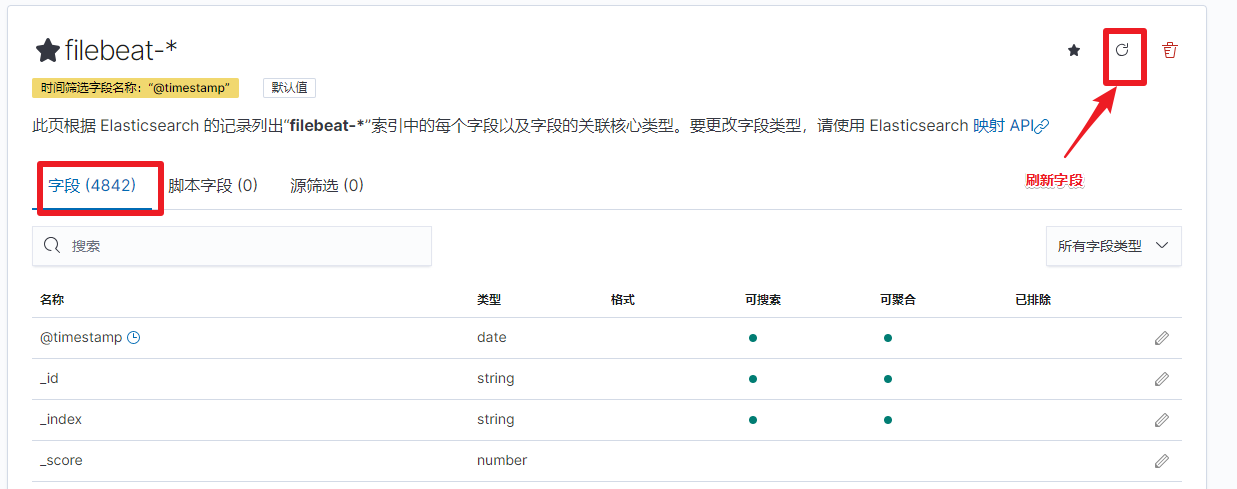 filebeat-*
时间筛选字段名称：“@timestamp”
默认值
此页根据 Elasticsearch 的记录列出“filebeat-*”索引中的每个字段以及字段的关联核心类型。要更改字段类型，请使用 Elasticsearch 映射 API
刷新字段
字段 (4842) 脚本字段 (0) 源筛选 (0)
搜索 所有字段类型
名称 类型 格式 可搜索 可聚合 已排除
@timestamp date
_id string
_index string
_score number